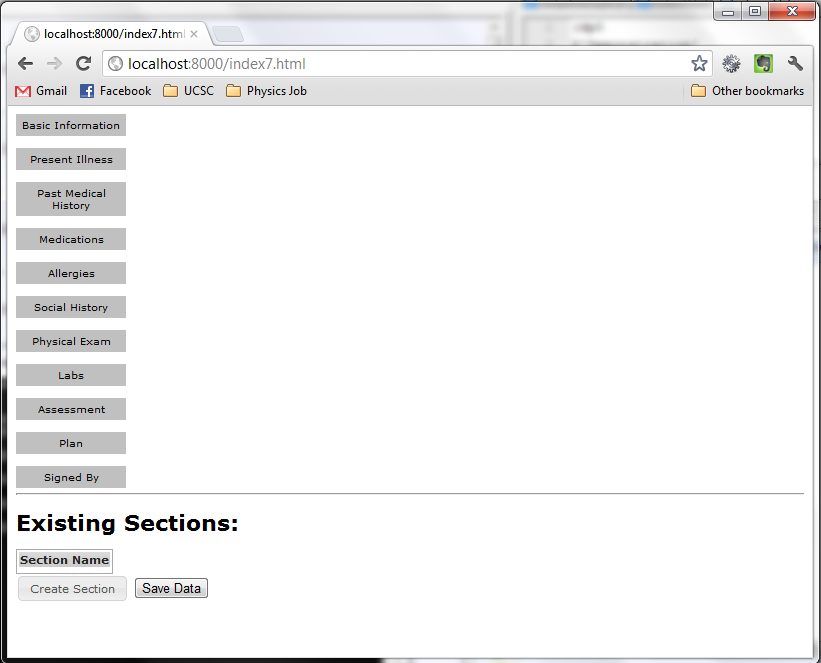 localhost:8000/index7.html
localhost:8000/index7.html
Gmail Facebook UCSC Physics Job Other bookmarks
Basic Information
Present Illness
Past Medical
History
Medications
Allergies
Social History
Physical Exam
Labs
Assessment
Plan
Signed By
Existing Sections:
Section Name
Create Section Save Data